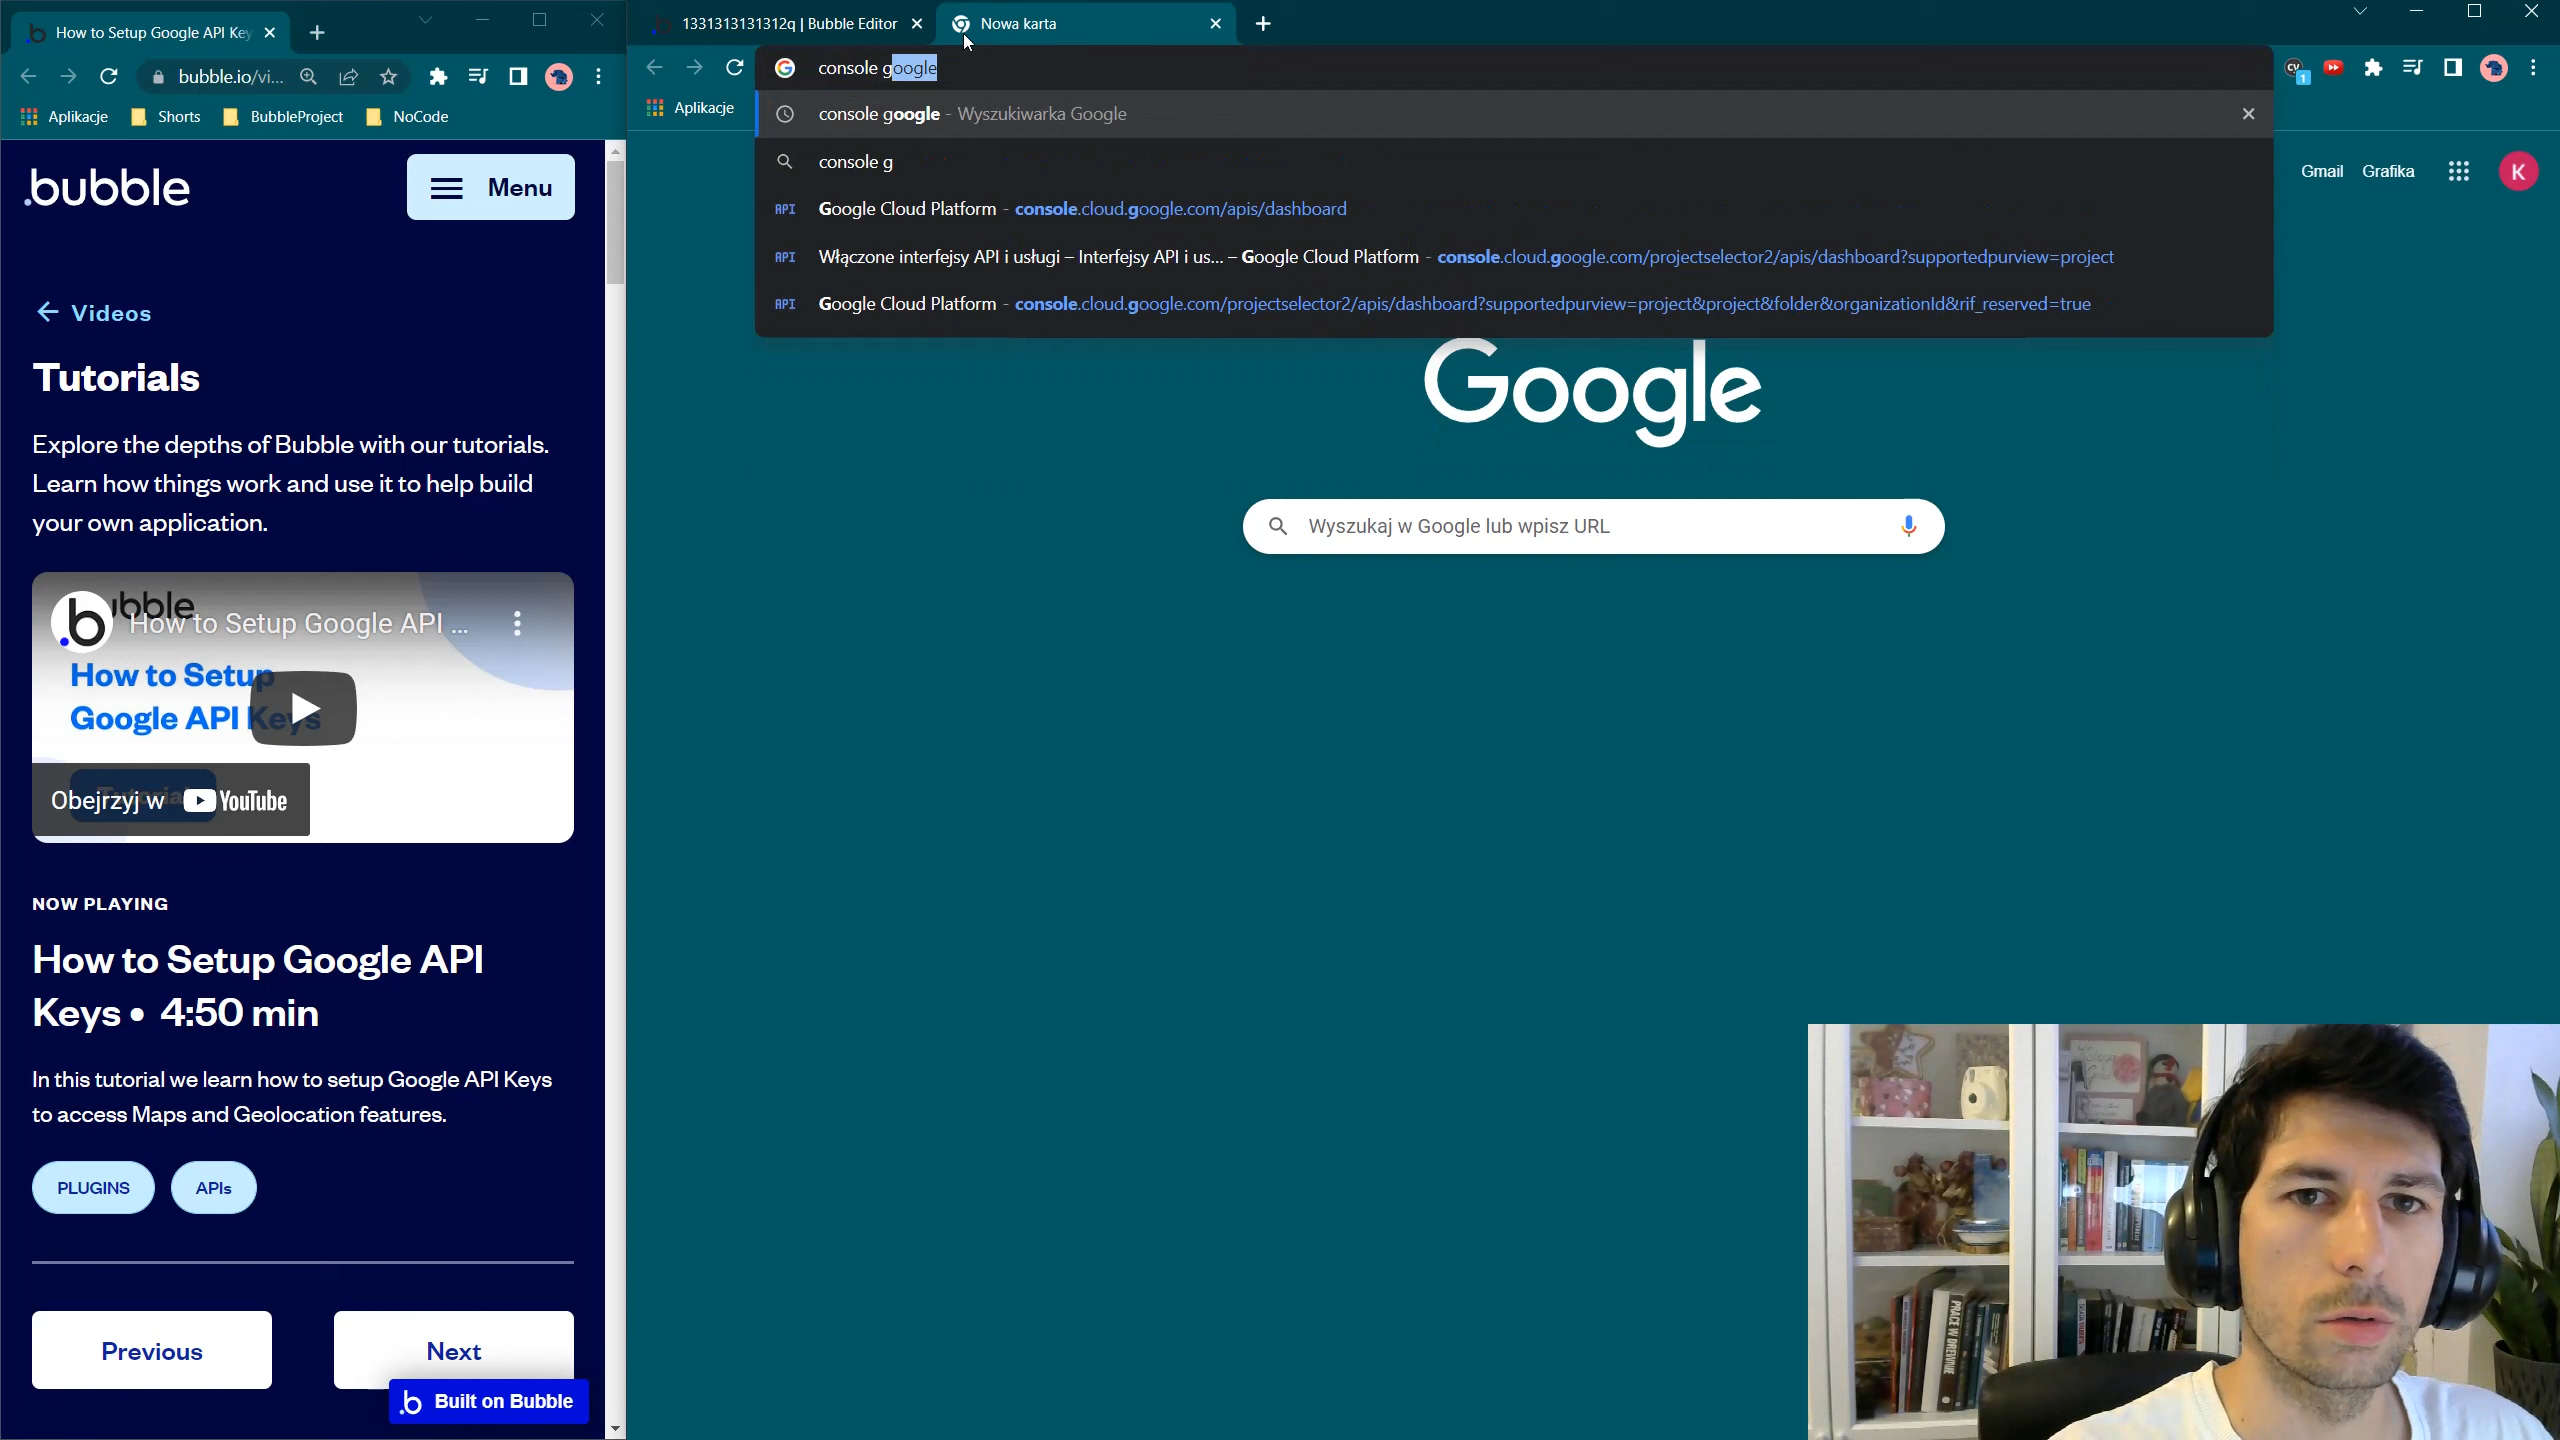 How to Setup Google API Key
bubble.io/vi...
Aplikacje
Shorts
BubbleProject
NoCode
.bubble
Menu
Videos
Tutorials
Explore the depths of Bubble with our tutorials.
Learn how things work and use it to help build
your own application.
ubble
.b
How to Setup Google API ...
How to Setup
Google API Keys
Obejrzyj w YouTube
NOW PLAYING
How to Setup Google API
Keys • 4:50 min
In this tutorial we learn how to setup Google API Keys
to access Maps and Geolocation features.
PLUGINS
APIs
Previous
Next
.b Built on Bubble
1331313131312q | Bubble Editor
Nowa karta
console google
Aplikacje
console google - Wyszukiwarka Google
console g
API Google Cloud Platform - console.cloud.google.com/apis/dashboard
API Włączone interfejsy API i usługi – Interfejsy API i us... – Google Cloud Platform - console.cloud.google.com/projectselector2/apis/dashboard?supportedpurview=project
API Google Cloud Platform - console.cloud.google.com/projectselector2/apis/dashboard?supportedpurview=project&project&folder&organizationId&rif_reserved=true
CV
1
Gmail
Grafika
K
Google
Wyszukaj w Google lub wpisz URL
PRACE W DREWNIE